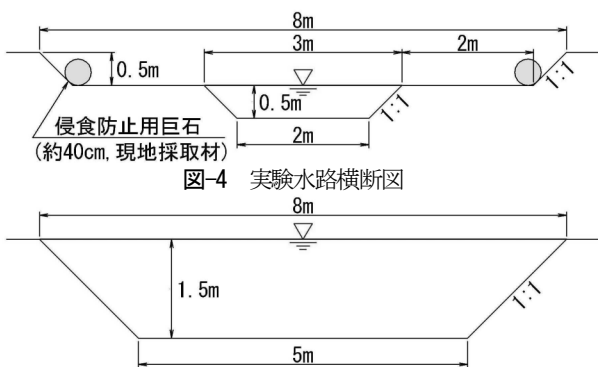 8m
3m
2m
0.5m
1:1
0.5m
1:1
侵食防止用巨石
(約40cm, 現地採取材)
2m
図-4 実験水路横断図
8m
1.5m
1:1
5m